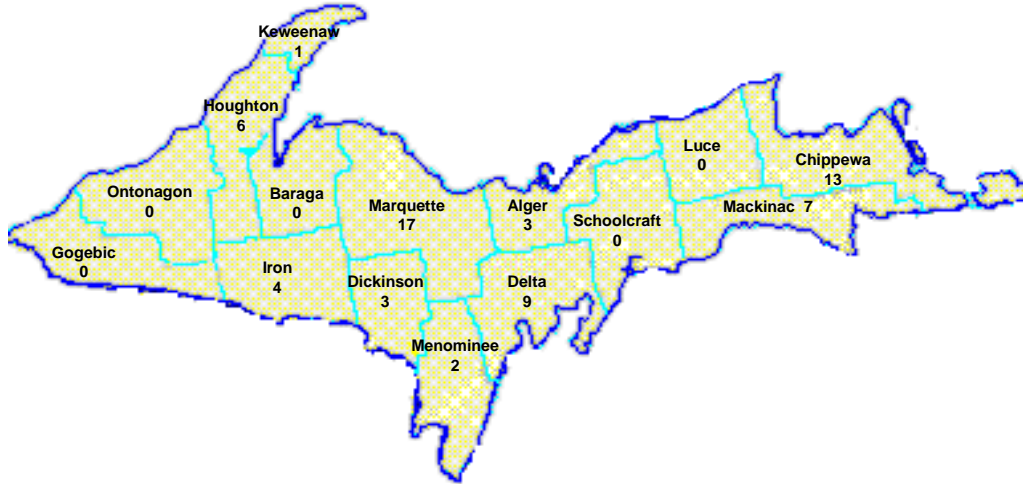 Keweenaw
1
Houghton
6
Luce
0
Chippewa
13
Ontonagon
0
Baraga
0
Marquette
17
Alger
3
Schoolcraft
0
Mackinac 7
Gogebic
0
Iron
4
Dickinson
3
Delta
9
Menominee
2